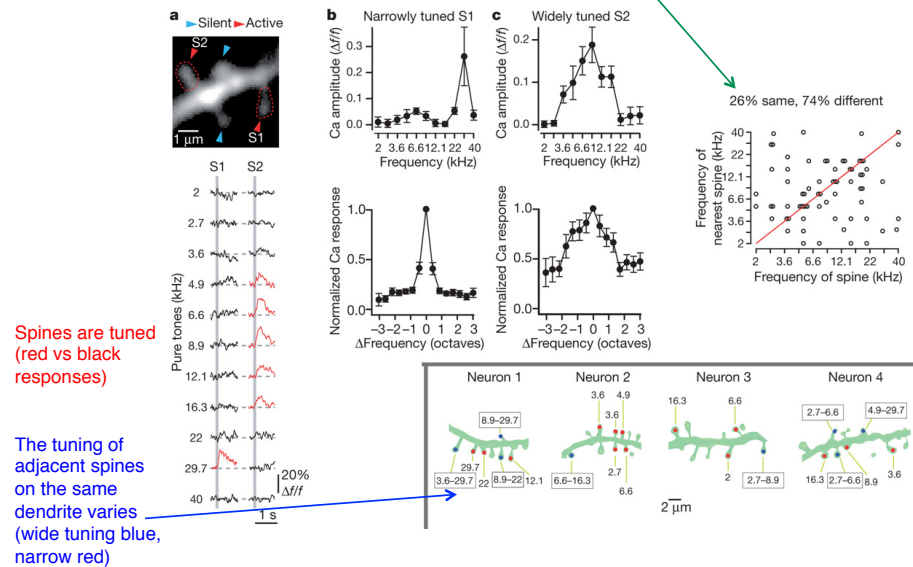 a
Silent Active
S2
1 μm
S1
S1 S2
Pure tones (kHz)
2
2.7
3.6
4.9
6.6
8.9
12.1
16.3
22
29.7
40
20%
Δf/f
1 s
b Narrowly tuned S1
Ca amplitude (Δf/f)
0.3
0.2
0.1
0.0
2 3.6 6.6 12.1 22 40
Frequency (kHz)
Normalized Ca response
1.0
0.5
0.0
−3 −2 −1 0 1 2 3
ΔFrequency (octaves)
c Widely tuned S2
Ca amplitude (Δf/f)
0.2
0.1
0.0
2 3.6 6.6 12.1 22 40
Frequency (kHz)
Normalized Ca response
1.0
0.5
0.0
−3 −2 −1 0 1 2 3
ΔFrequency (octaves)
26% same, 74% different
Frequency of
nearest spine (kHz)
40
22
12.1
6.6
3.6
2
2 3.6 6.6 12.1 22 40
Frequency of spine (kHz)
Spines are tuned
(red vs black
responses)
The tuning of
adjacent spines
on the same
dendrite varies
(wide tuning blue,
narrow red)
Neuron 1 Neuron 2 Neuron 3 Neuron 4
8.9–29.7
29.7
3.6–29.7 22 8.9–22 12.1
3.6 4.9
3.6
6.6–16.3
2.7
6.6
16.3 6.6
2 2.7–8.9
2.7–6.6 4.9–29.7
16.3 2.7–6.6 8.9 3.6
2 μm